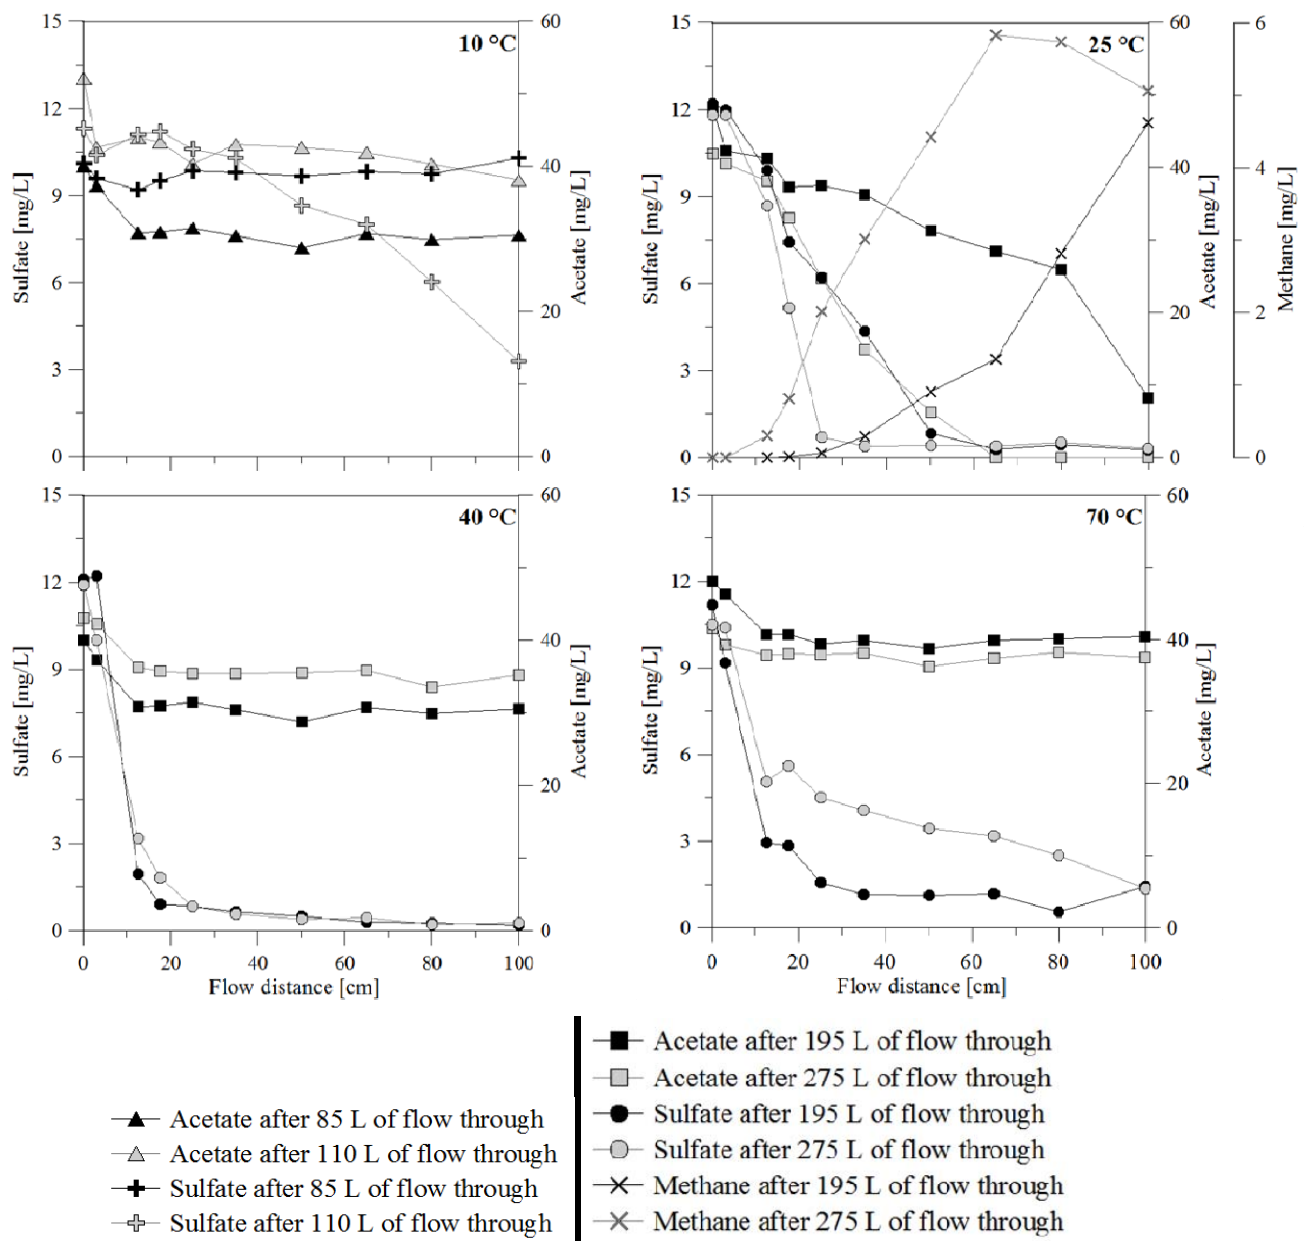 10 °C
15
12
9
6
3
0
Sulfate [mg/L]
60
40
20
0
Acetate [mg/L]
25 °C
15
12
9
6
3
0
Sulfate [mg/L]
60
40
20
0
Acetate [mg/L]
6
4
2
0
Methane [mg/L]
40 °C
15
12
9
6
3
0
Sulfate [mg/L]
60
40
20
0
Acetate [mg/L]
0 20 40 60 80 100
Flow distance [cm]
70 °C
15
12
9
6
3
0
Sulfate [mg/L]
60
40
20
0
Acetate [mg/L]
0 20 40 60 80 100
Flow distance [cm]
Acetate after 85 L of flow through
Acetate after 110 L of flow through
Sulfate after 85 L of flow through
Sulfate after 110 L of flow through
Acetate after 195 L of flow through
Acetate after 275 L of flow through
Sulfate after 195 L of flow through
Sulfate after 275 L of flow through
Methane after 195 L of flow through
Methane after 275 L of flow through